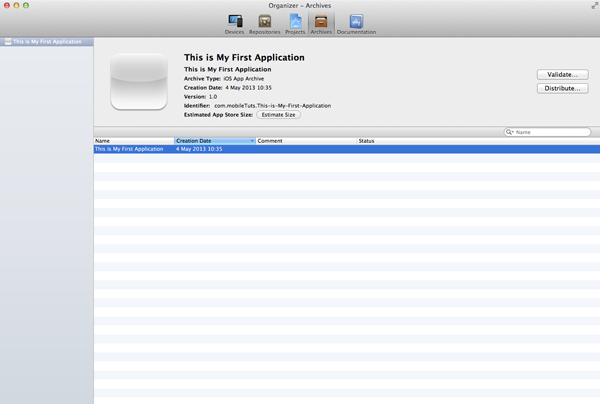 Organizer – Archives
Devices Repositories Projects Archives Documentation
This is My First Application
This is My First Application
This is My First Application
Archive Type: iOS App Archive
Creation Date: 4 May 2013 10:35
Version: 1.0
Identifier: com.mobileTuts.This-is-My-First-Application
Estimated App Store Size: Estimate Size
Validate...
Distribute...
Name
Name Creation Date Comment Status
This is My First Application 4 May 2013 10:35